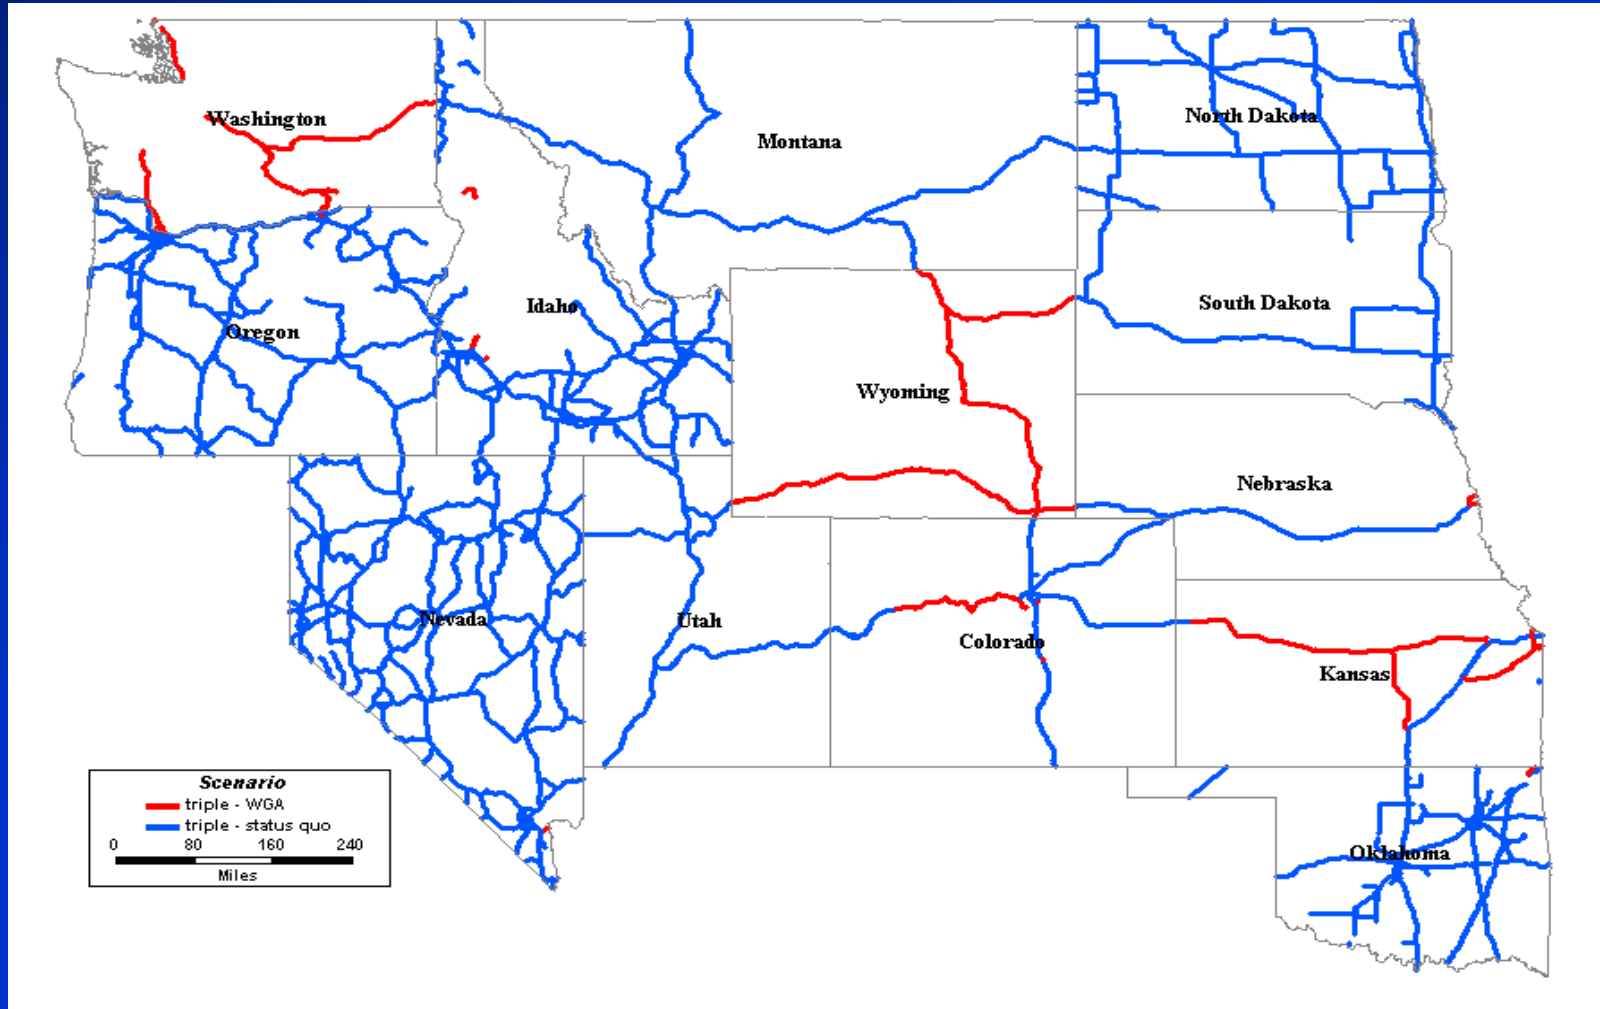 Washington
Montana
North Dakota
Idaho
South Dakota
Oregon
Wyoming
Nebraska
Nevada
Utah
Colorado
Kansas
Oklahoma
Scenario
triple - WGA
triple - status quo
0 80 160 240
Miles